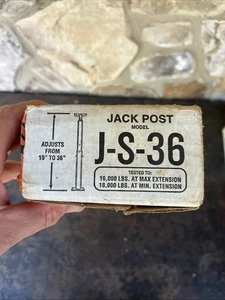 JACK POST
MODEL
J-S-36
ADJUSTS
FROM
19" TO 36"
TESTED TO:
16,000 LBS. AT MAX EXTENSION
18,000 LBS. AT MIN. EXTENSION